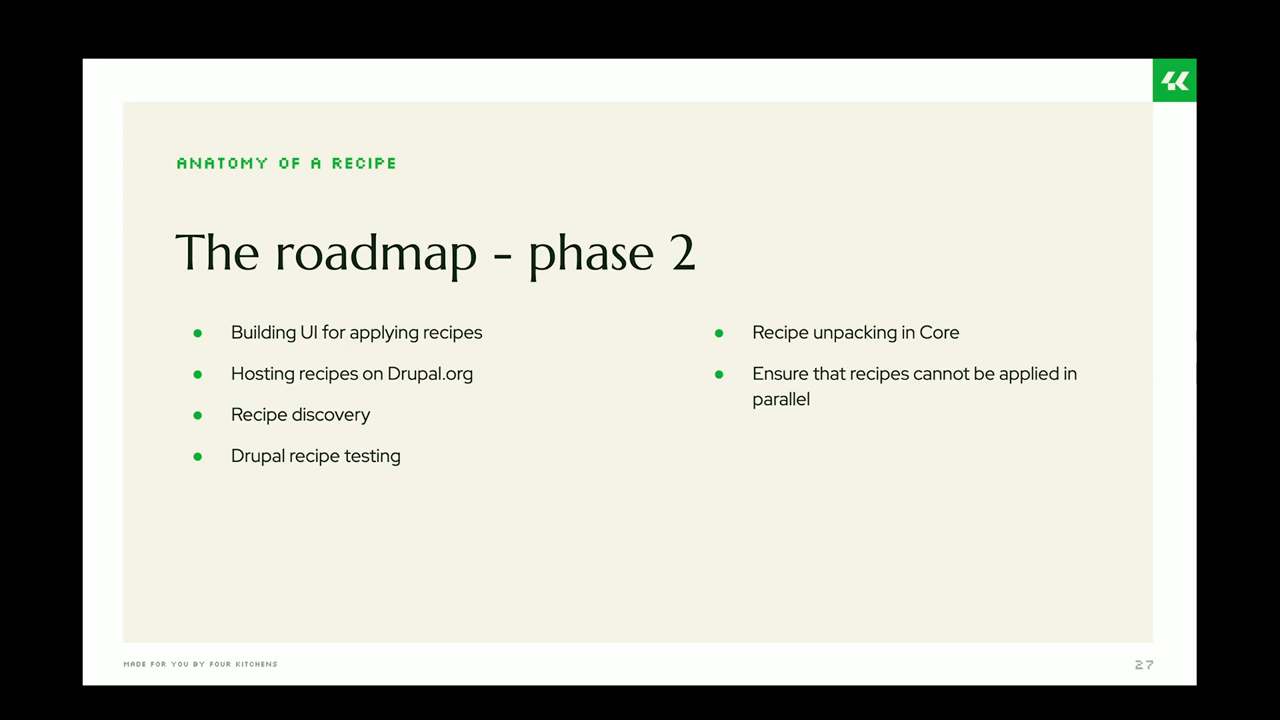 ANATOMY OF A RECIPE
The roadmap - phase 2
Building UI for applying recipes
Hosting recipes on Drupal.org
Recipe discovery
Drupal recipe testing
Recipe unpacking in Core
Ensure that recipes cannot be applied in
parallel
MADE FOR YOU BY FOUR KITCHENS
27